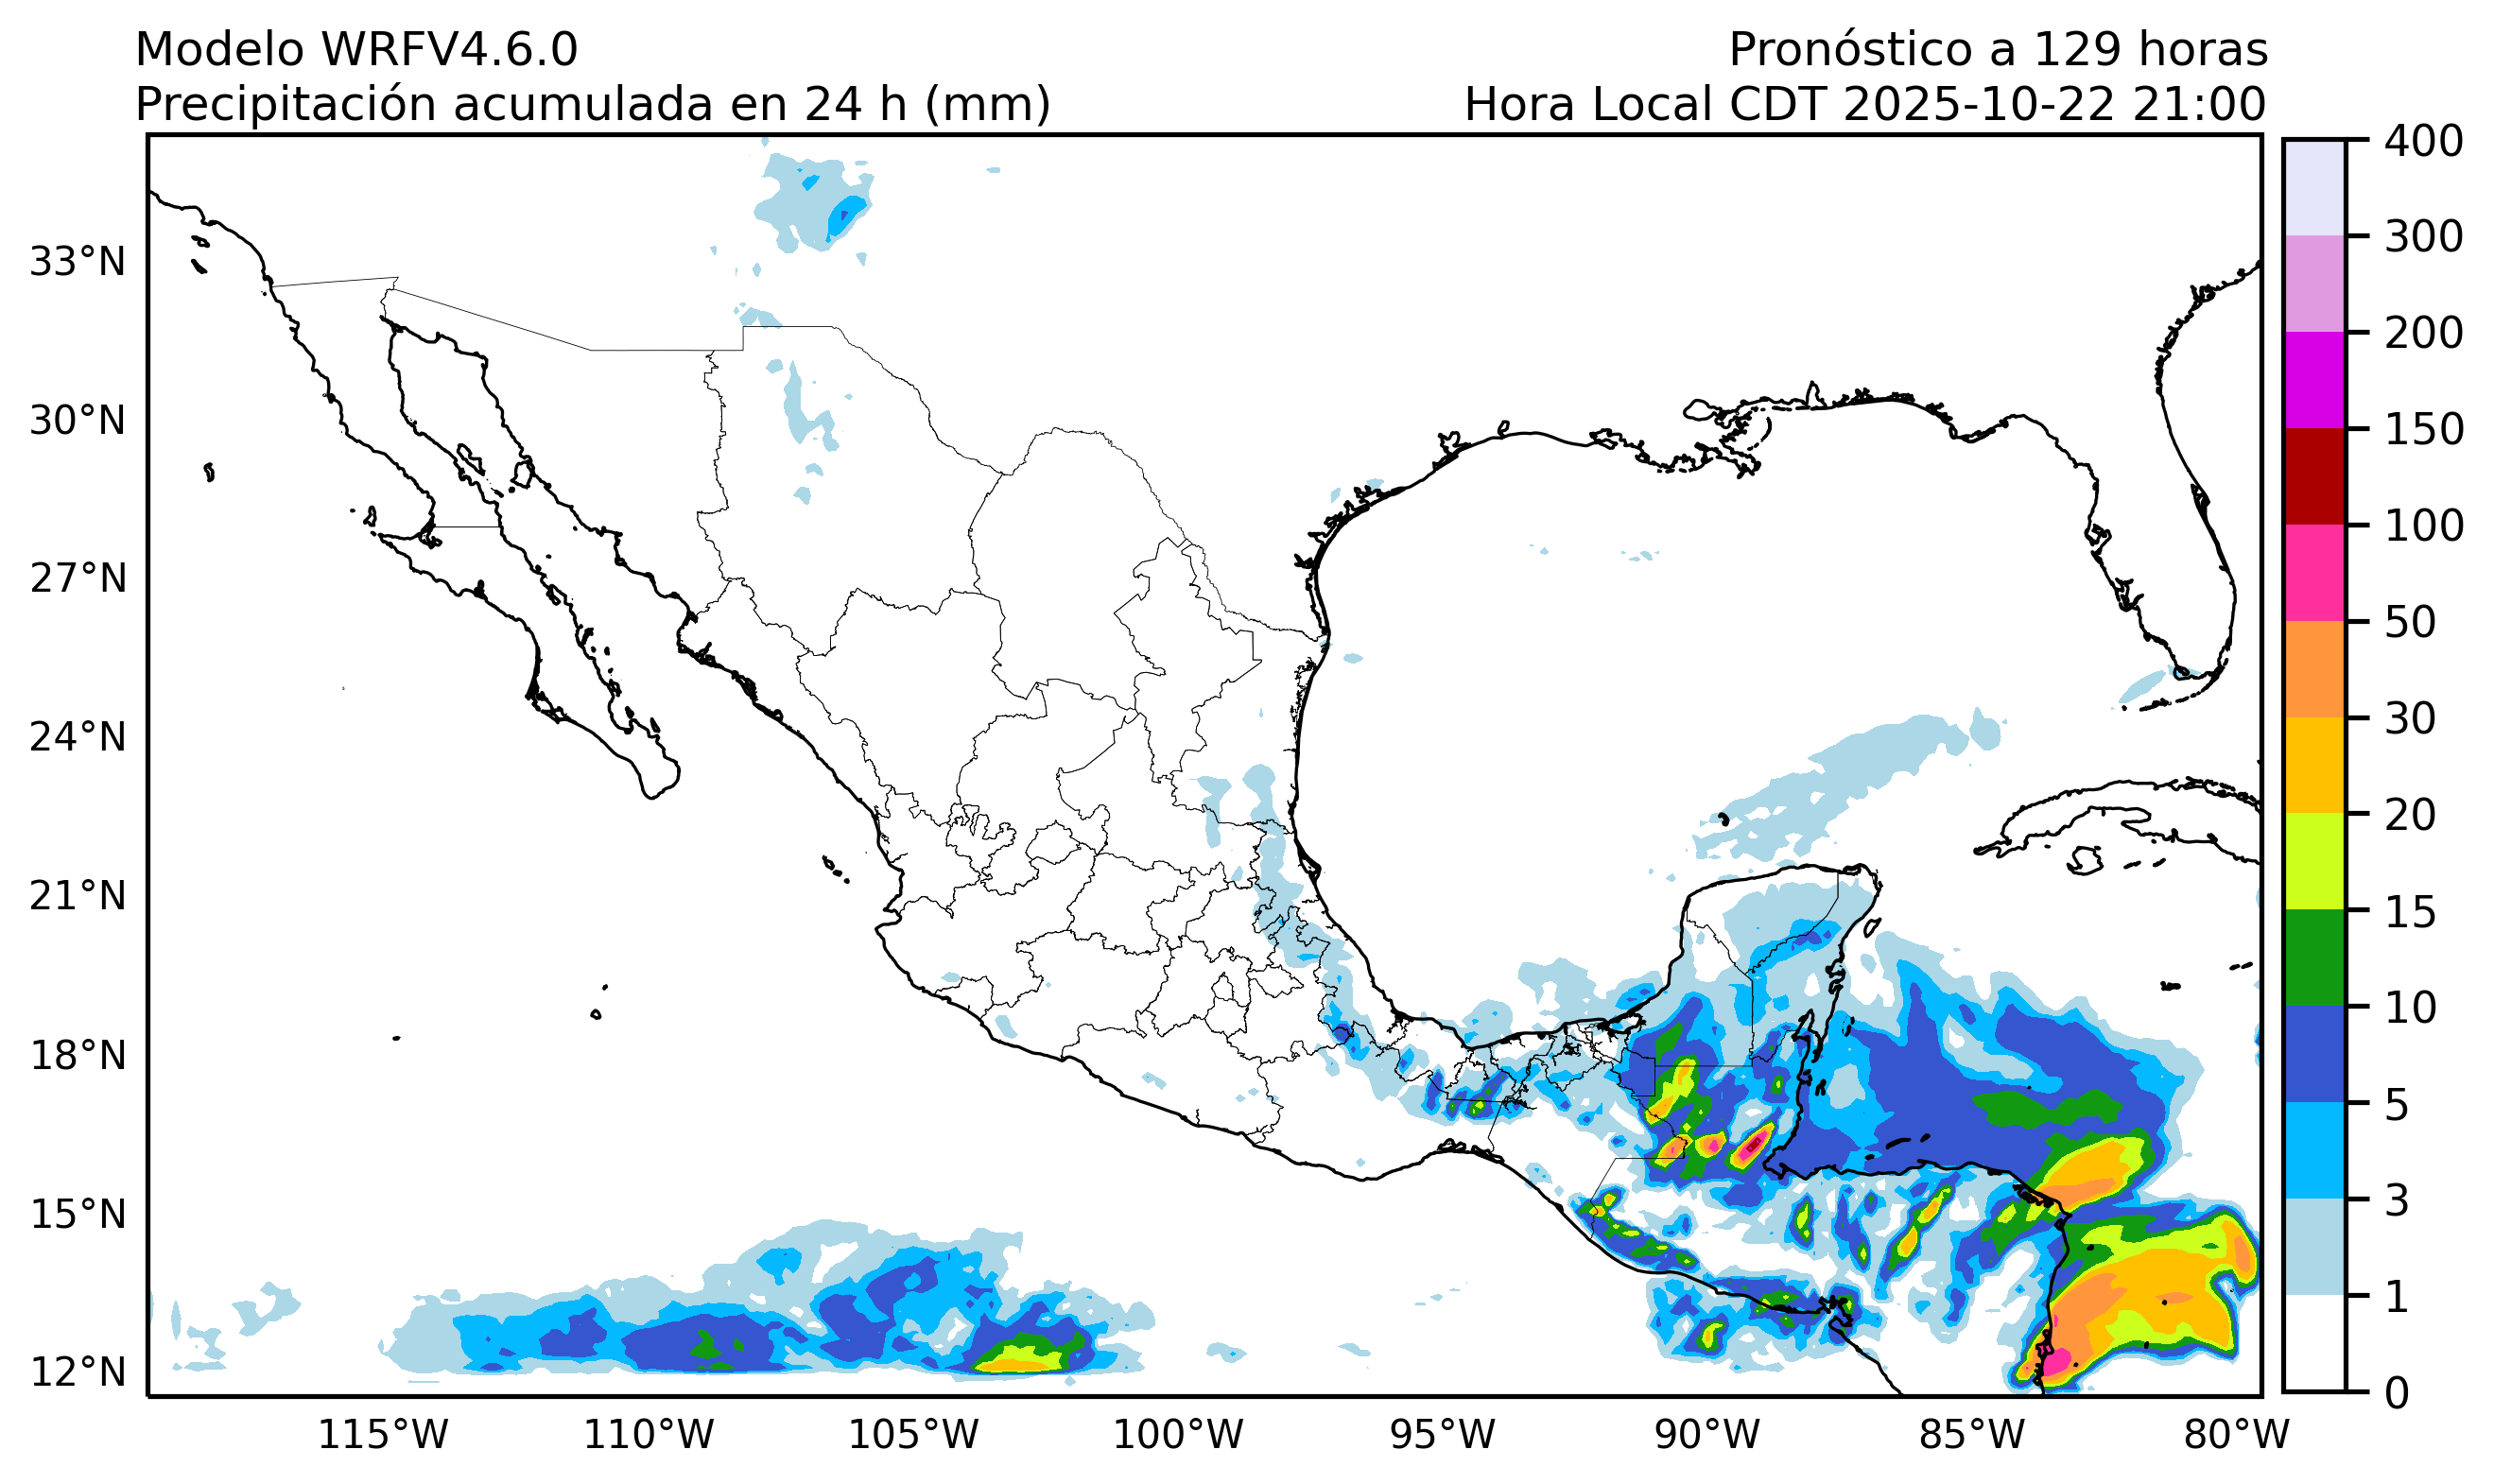 Modelo WRFV4.6.0
Pronóstico a 129 horas
Precipitación acumulada en 24 h (mm)
Hora Local CDT 2025-10-22 21:00
33°N
30°N
27°N
24°N
21°N
18°N
15°N
12°N
115°W
110°W
105°W
100°W
95°W
90°W
85°W
80°W
400
300
200
150
100
50
30
20
15
10
5
3
1
0